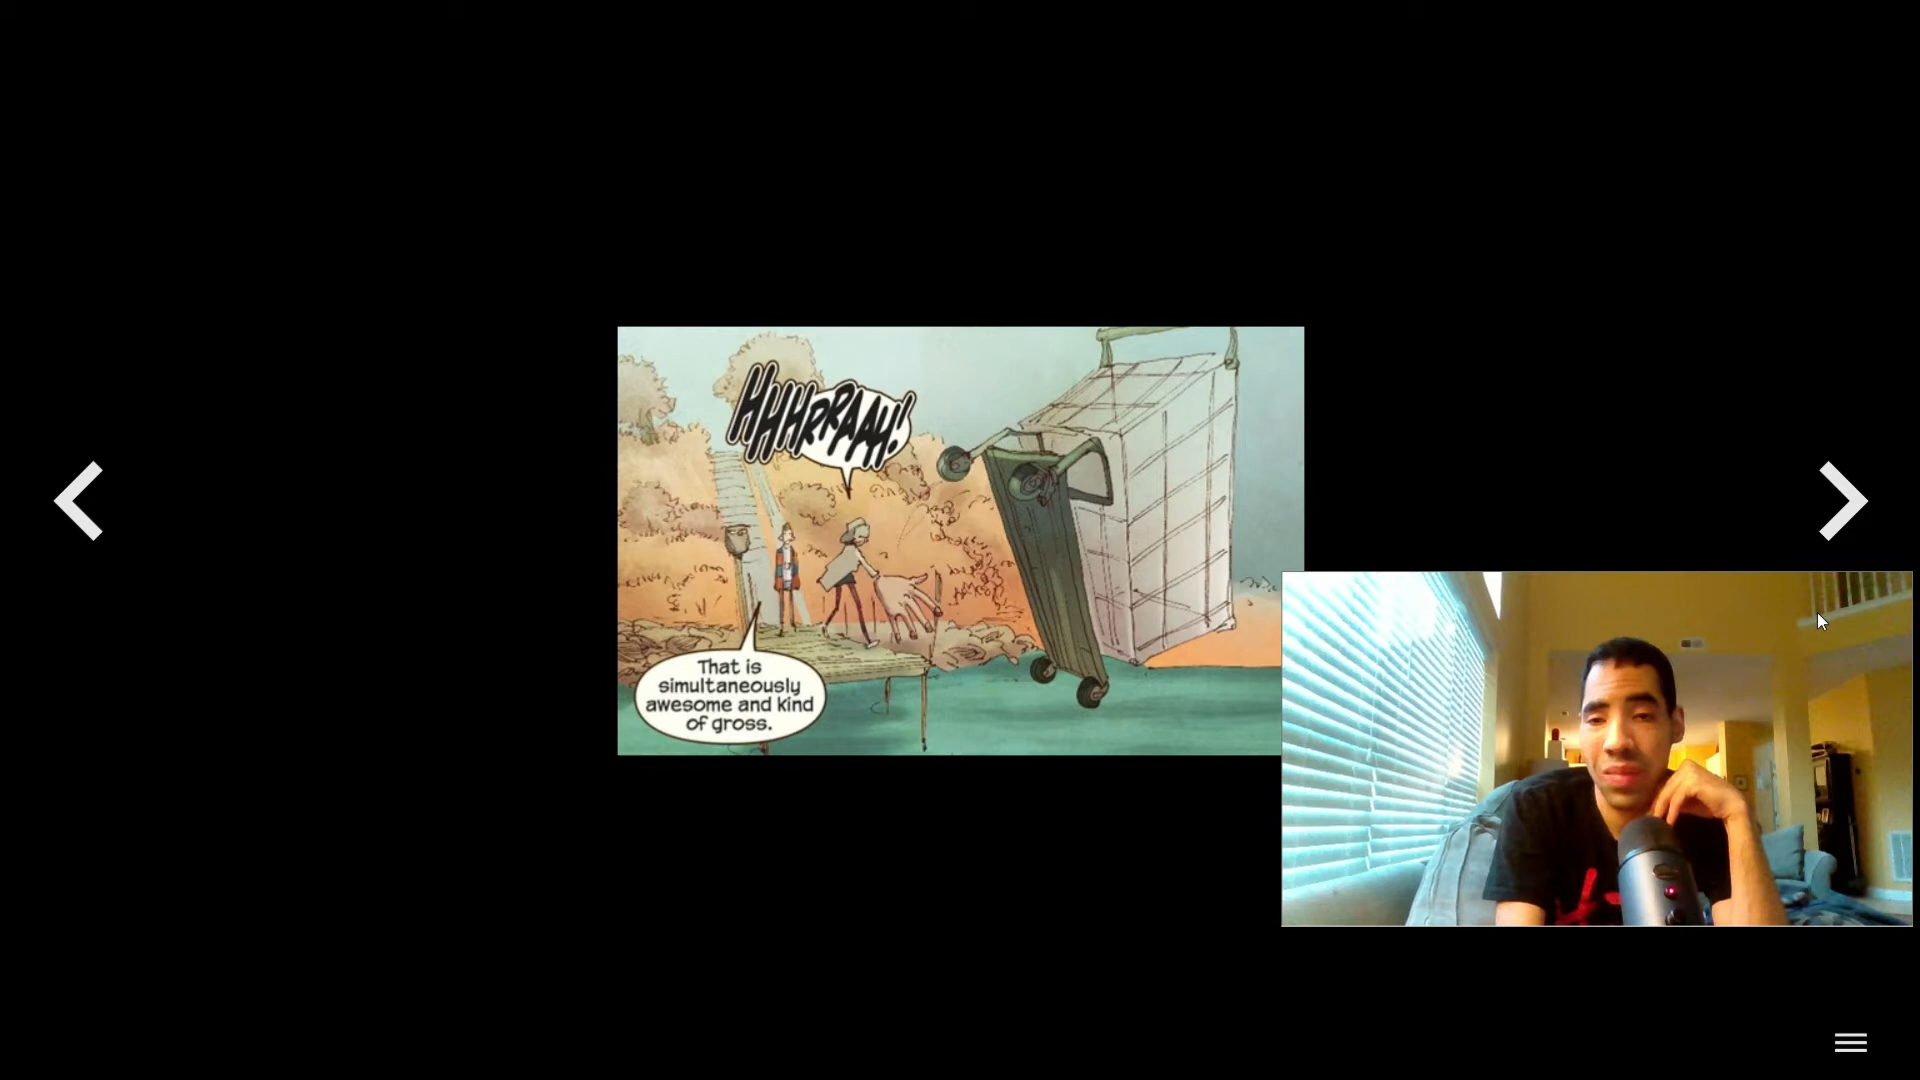 HHHRRAAH!
That is
simultaneously
awesome and kind
of gross.